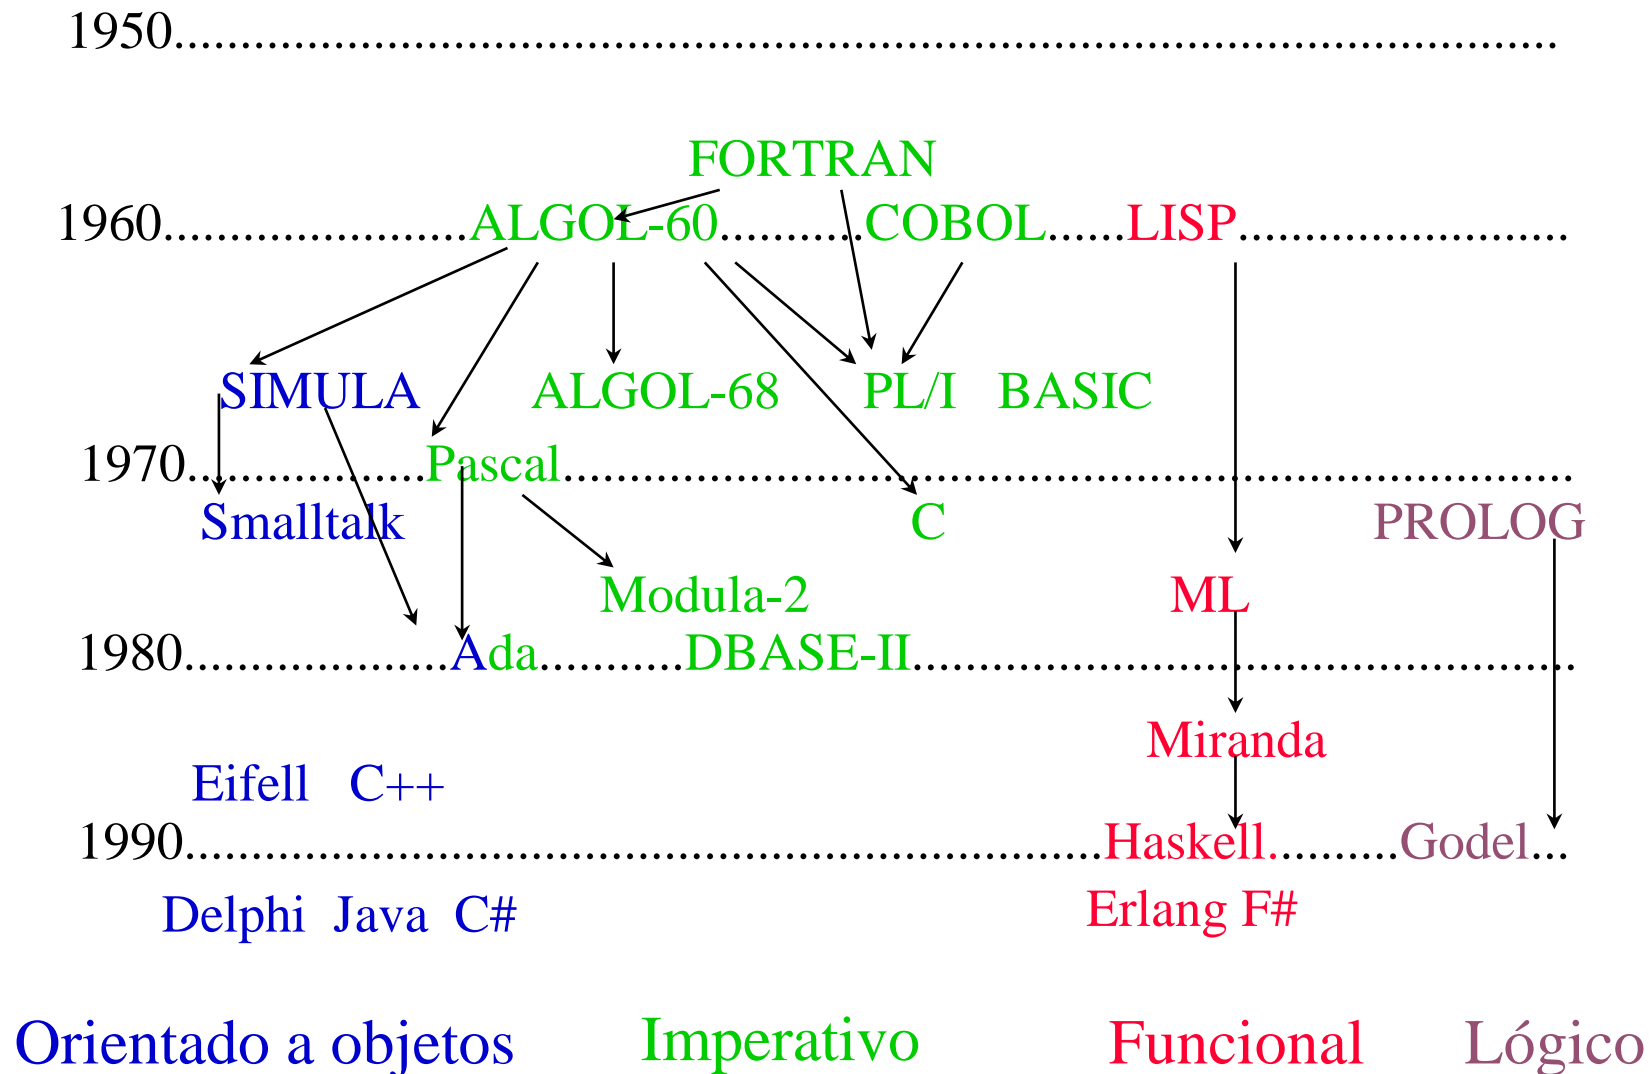 1950........................................................................................................
FORTRAN
1960.......................ALGOL-60...........COBOL......LISP.........................
SIMULA ALGOL-68 PL/I BASIC
1970..................Pascal............................................................................
Smalltalk C PROLOG
Modula-2 ML
1980....................Ada.............DBASE-II..................................................
Miranda
Eifell C++
1990.....................................................................Haskell..........Godel...
Delphi Java C# Erlang F#
Orientado a objetos Imperativo Funcional Lógico